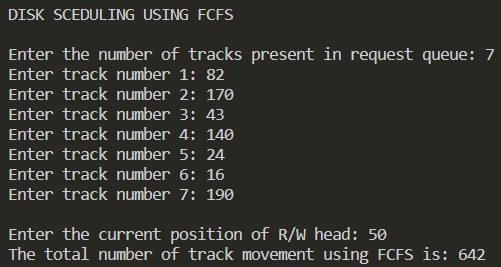 DISK SCEDULING USING FCFS
Enter the number of tracks present in request queue: 7
Enter track number 1: 82
Enter track number 2: 170
Enter track number 3: 43
Enter track number 4: 140
Enter track number 5: 24
Enter track number 6: 16
Enter track number 7: 190
Enter the current position of R/W head: 50
The total number of track movement using FCFS is: 642